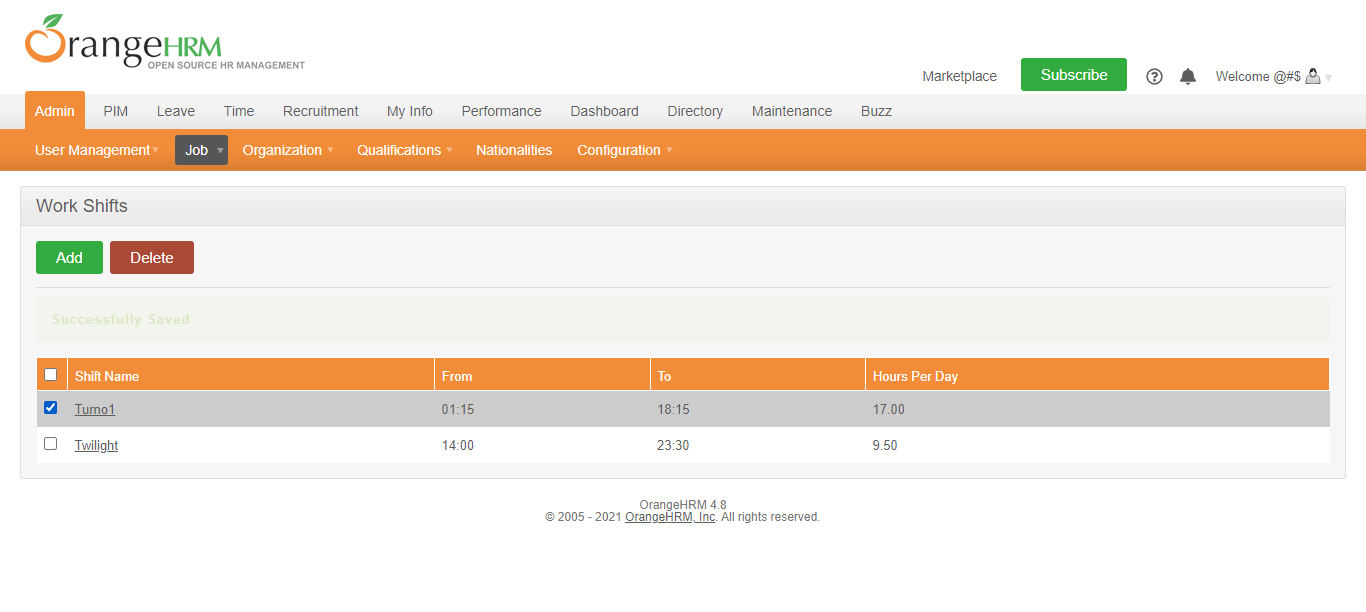 OrangeHRM
OPEN SOURCE HR MANAGEMENT
Marketplace Subscribe Welcome @#$
Admin PIM Leave Time Recruitment My Info Performance Dashboard Directory Maintenance Buzz
User Management Job Organization Qualifications Nationalities Configuration
Work Shifts
Add Delete
Successfully Saved
Shift Name From To Hours Per Day
Turno1 01:15 18:15 17.00
Twilight 14:00 23:30 9.50
OrangeHRM 4.8
© 2005 - 2021 OrangeHRM, Inc. All rights reserved.